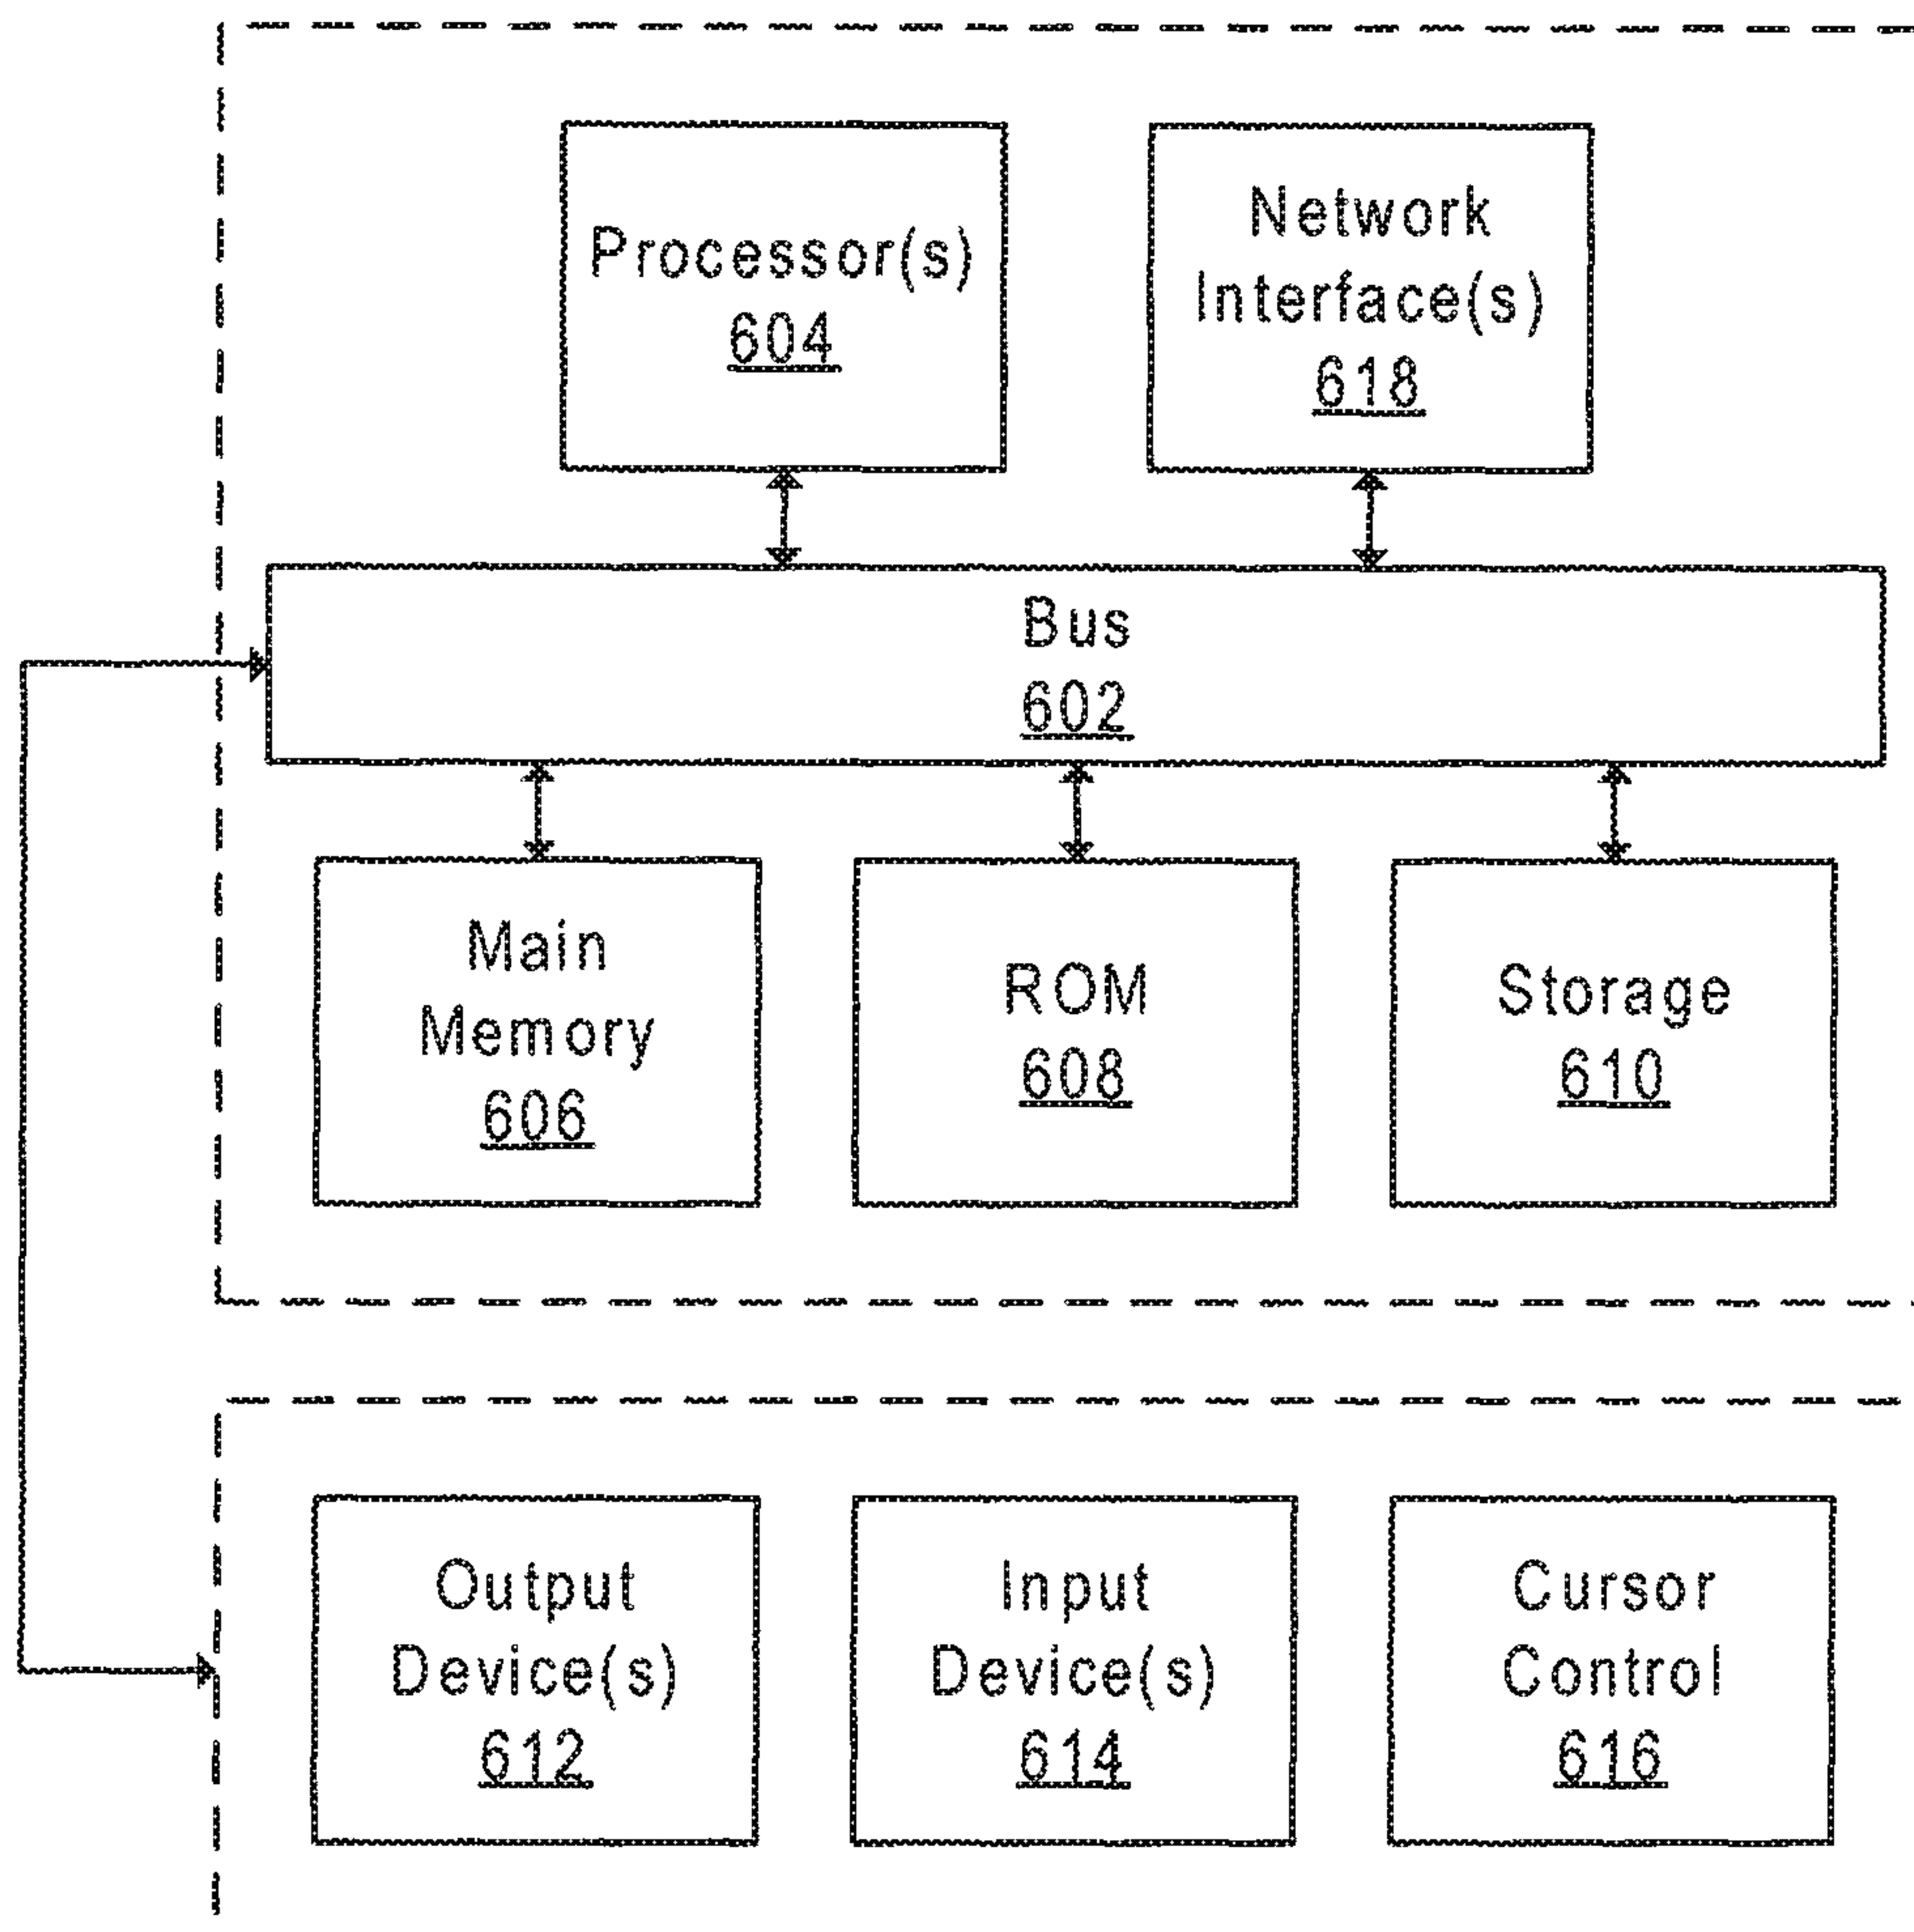 Processor(s)
604
Network
Interface(s)
618
Bus
602
Main
Memory
606
ROM
608
Storage
610
Output
Device(s)
612
Input
Device(s)
614
Cursor
Control
616